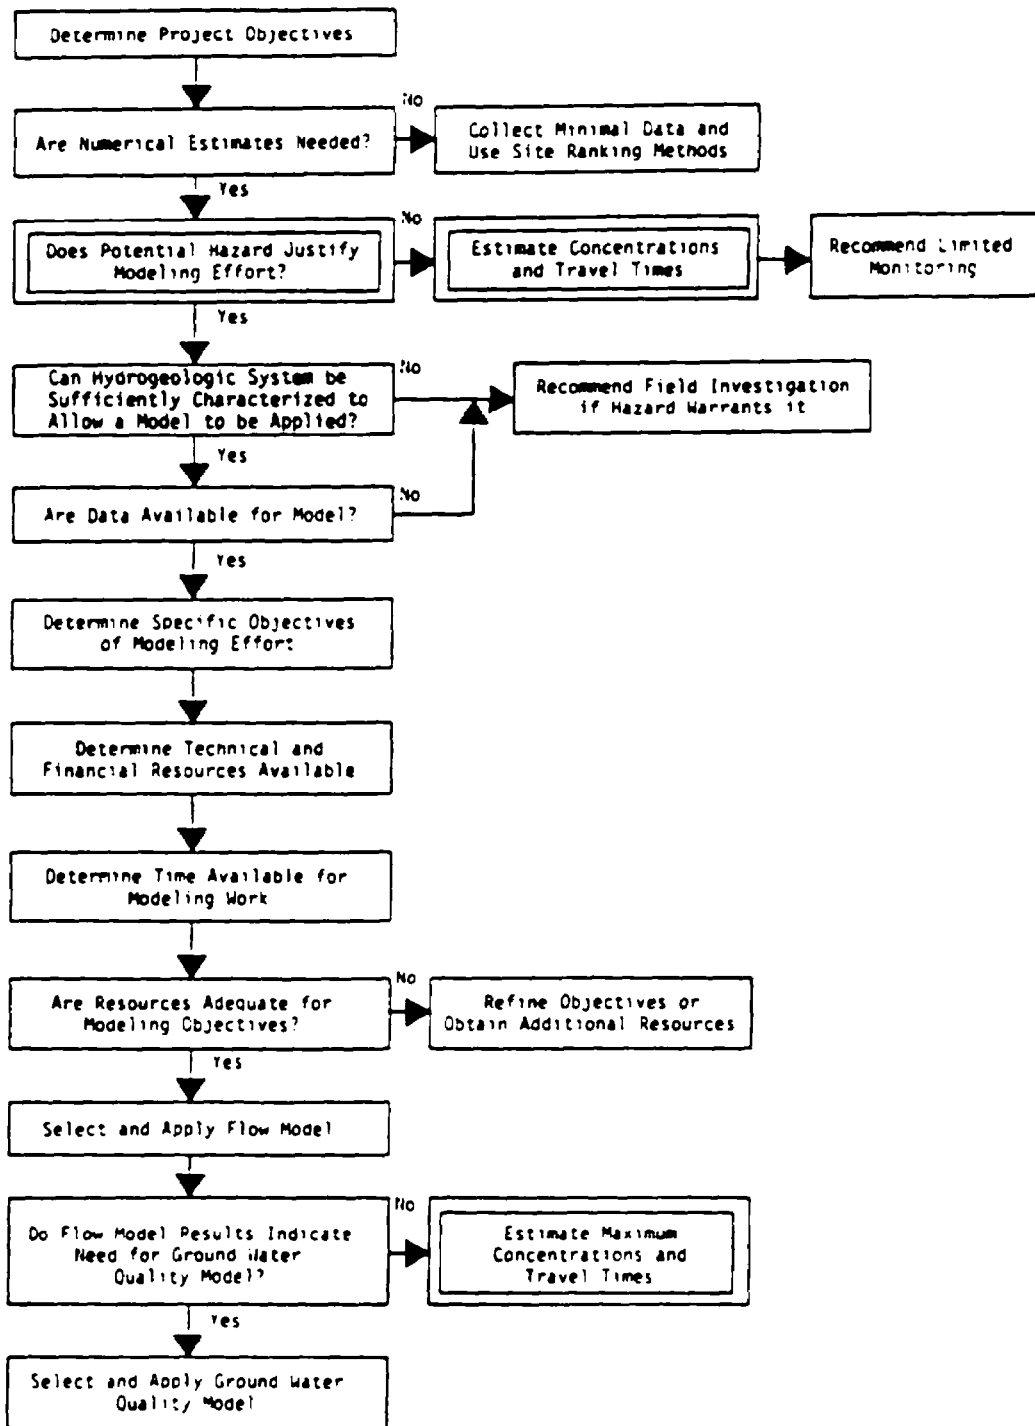 Determine Project Objectives
No
Are Numerical Estimates Needed?
Collect Minimal Data and
Use Site Ranking Methods
Yes
No
Does Potential Hazard Justify
Modeling Effort?
Estimate Concentrations
and Travel Times
Recommend Limited
Monitoring
Yes
No
Can Hydrogeologic System be
Sufficiently Characterized to
Allow a Model to be Applied?
Recommend Field Investigation
if Hazard Warrants it
Yes
No
Are Data Available for Model?
Yes
Determine Specific Objectives
of Modeling Effort
Determine Technical and
Financial Resources Available
Determine Time Available for
Modeling Work
No
Are Resources Adequate for
Modeling Objectives?
Refine Objectives or
Obtain Additional Resources
Yes
Select and Apply Flow Model
No
Do Flow Model Results Indicate
Need for Ground Water
Quality Model?
Estimate Maximum
Concentrations and
Travel Times
Yes
Select and Apply Ground Water
Quality Model